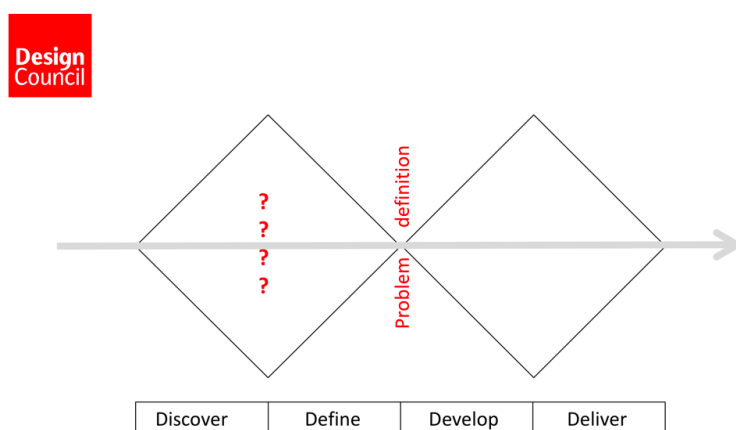 Design
Council
?
?
?
?
Problem definition
Discover
Define
Develop
Deliver